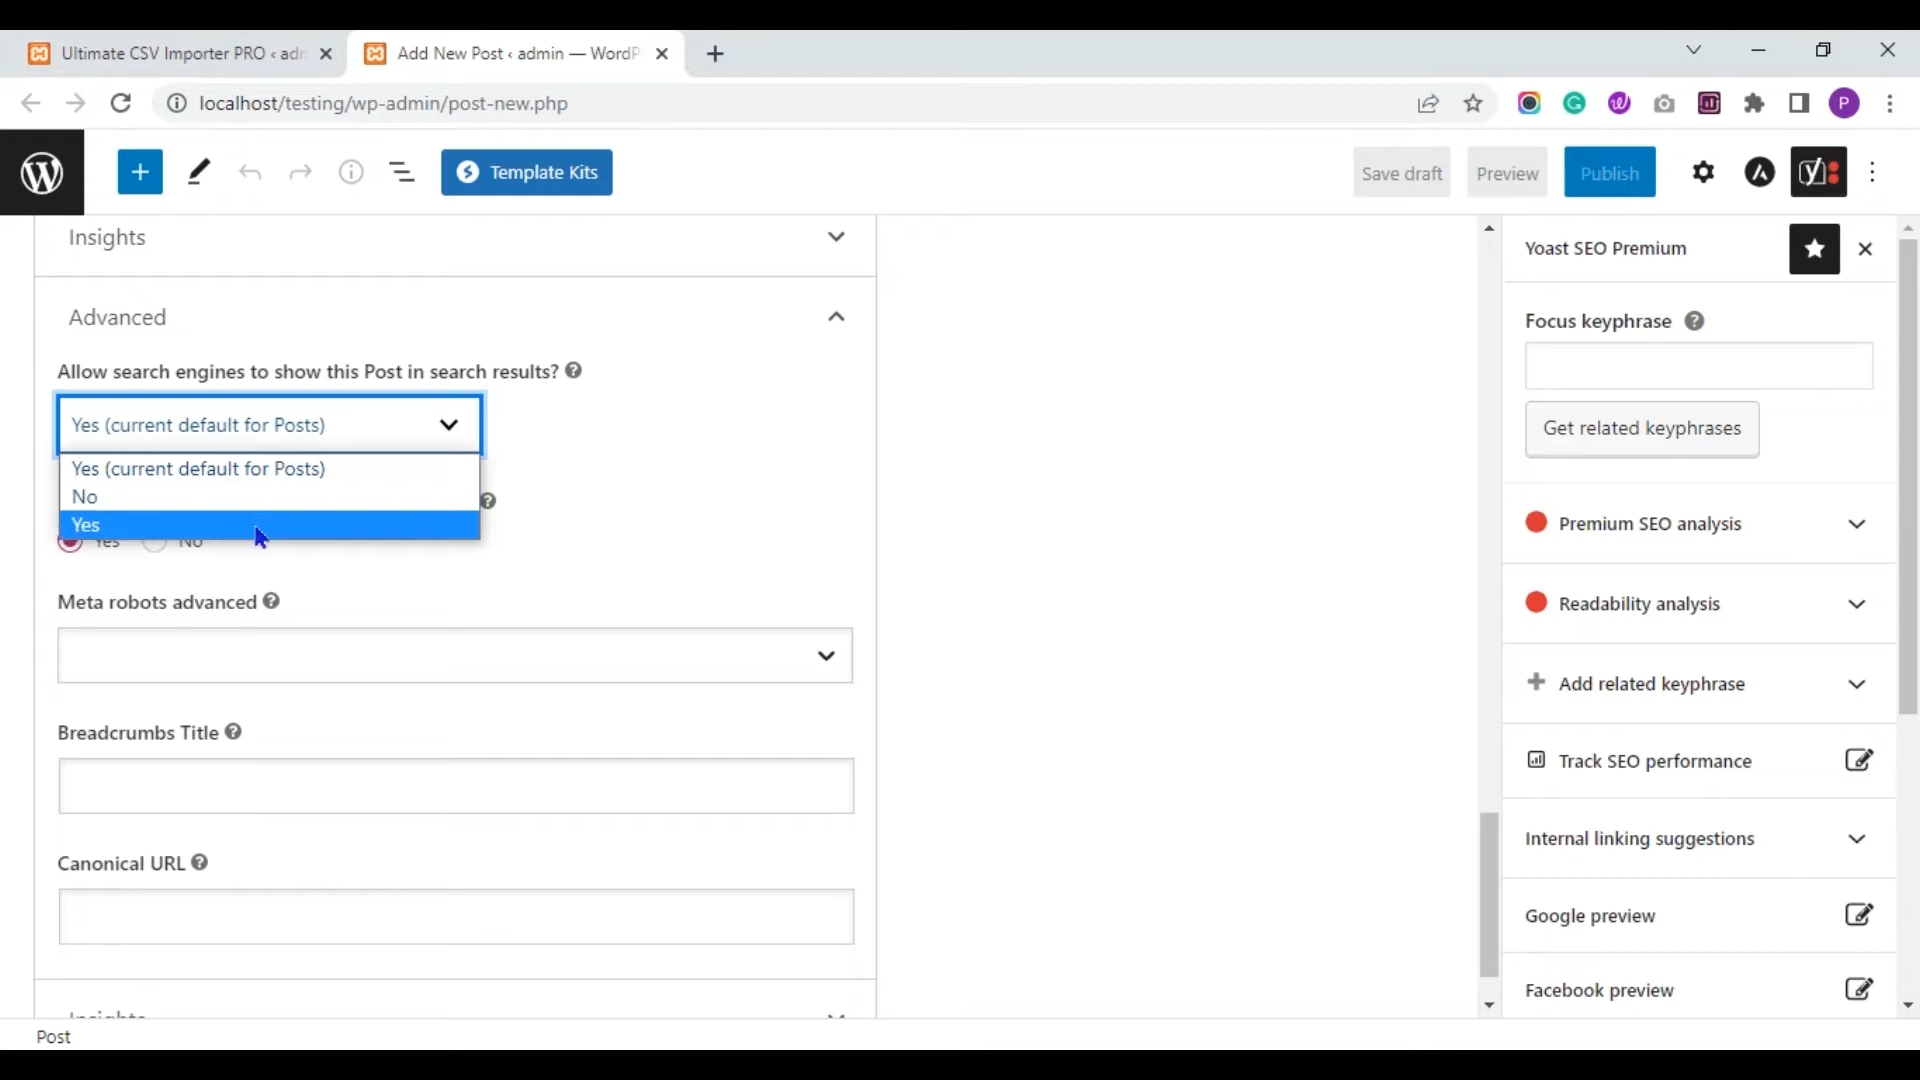 Ultimate CSV Importer PRO ‹ adm
Add New Post ‹ admin — WordP
localhost/testing/wp-admin/post-new.php
P
Template Kits
Save draft
Preview
Publish
Insights
Advanced
Allow search engines to show this Post in search results?
Yes (current default for Posts)
Yes (current default for Posts)
No
Yes
Yes No
Meta robots advanced
Breadcrumbs Title
Canonical URL
Insights
Post
Yoast SEO Premium
Focus keyphrase
Get related keyphrases
Premium SEO analysis
Readability analysis
Add related keyphrase
Track SEO performance
Internal linking suggestions
Google preview
Facebook preview